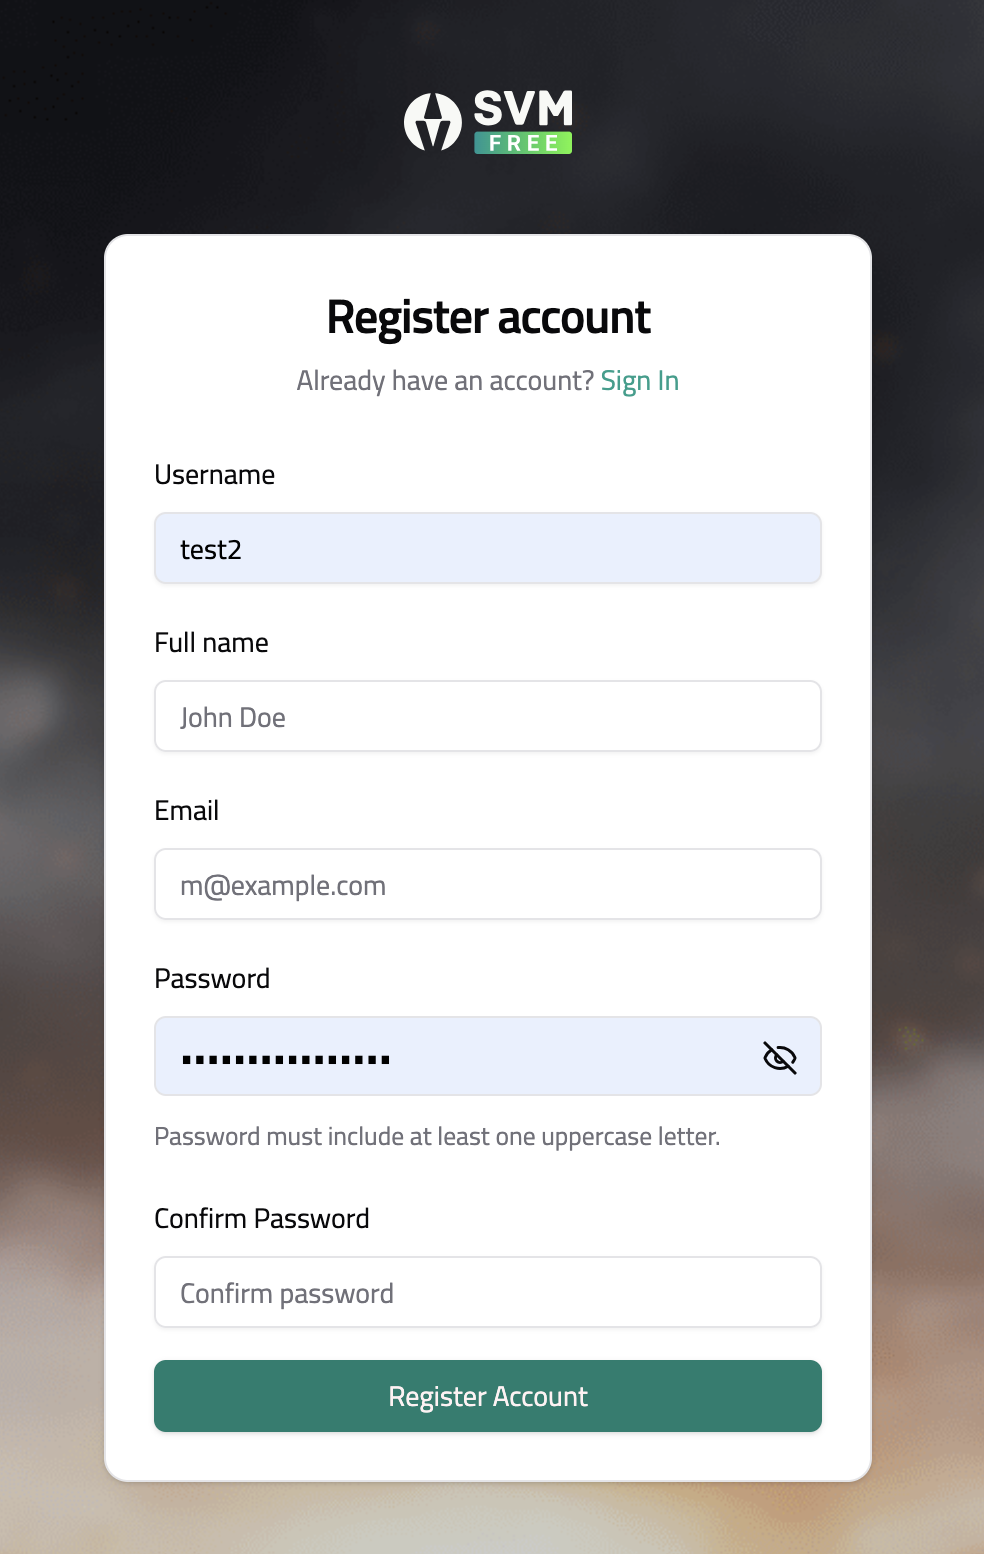 SVM
FREE
Register account
Already have an account? Sign In
Username
test2
Full name
John Doe
Email
m@example.com
Password
••••••••••••••••
Password must include at least one uppercase letter.
Confirm Password
Confirm password
Register Account